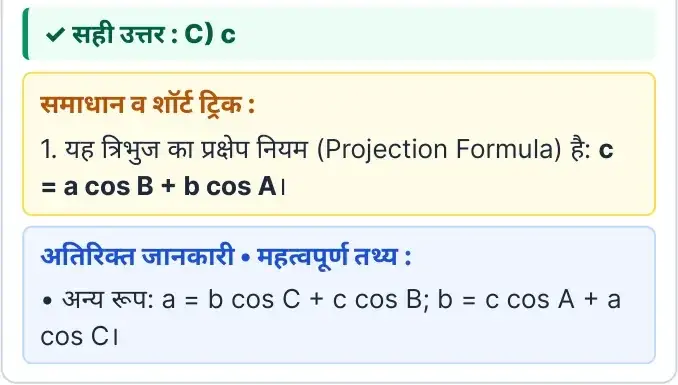 ✓ सही उत्तर : C) c
समाधान व शॉर्ट ट्रिक :
1. यह त्रिभुज का प्रक्षेप नियम (Projection Formula) है: c
= a cos B + b cos A।
अतिरिक्त जानकारी • महत्वपूर्ण तथ्य :
• अन्य रूप: a = b cos C + c cos B; b = c cos A + a
cos C।